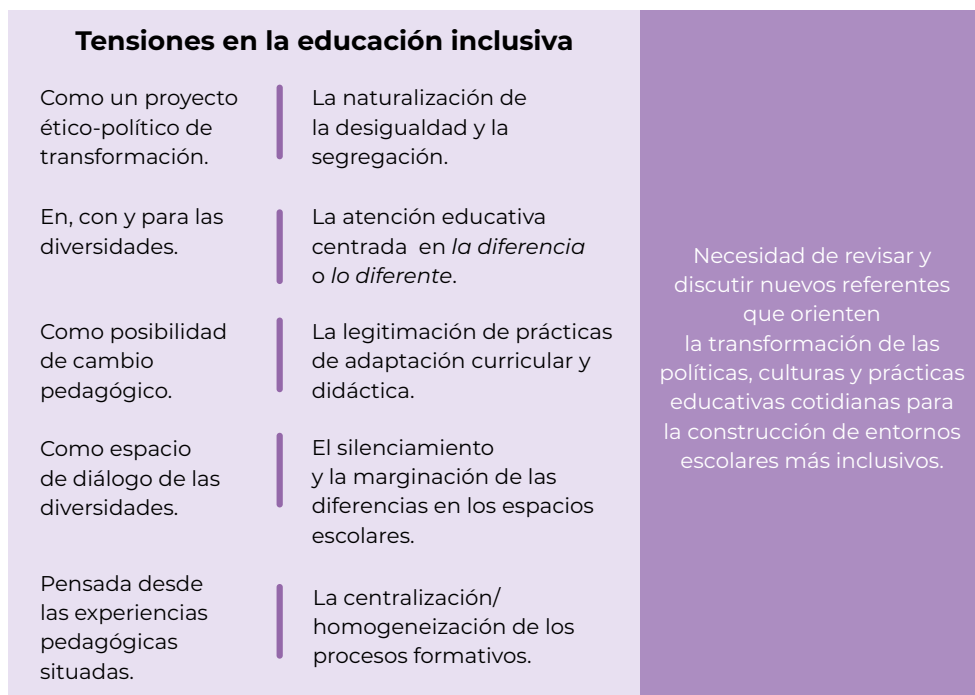 Tensiones en la educación inclusiva
Como un proyecto
ético-político de
transformación.
La naturalización de
la desigualdad y la
segregación.
En, con y para las
diversidades.
La atención educativa
centrada en la diferencia
o lo diferente.
Como posibilidad
de cambio
pedagógico.
La legitimación de prácticas
de adaptación curricular y
didáctica.
Como espacio
de diálogo de las
diversidades.
El silenciamiento
y la marginación de las
diferencias en los espacios
escolares.
Pensada desde
las experiencias
pedagógicas
situadas.
La centralización/
homogeneización de los
procesos formativos.
Necesidad de revisar y
discutir nuevos referentes
que orienten
la transformación de las
políticas, culturas y prácticas
educativas cotidianas para
la construcción de entornos
escolares más inclusivos.